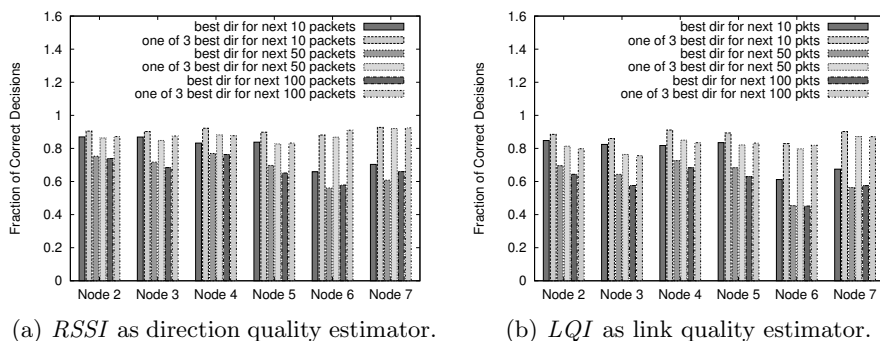 Fraction of Correct Decisions
1.6
1.4
1.2
1
0.8
0.6
0.4
0.2
0
best dir for next 10 packets
one of 3 best dir for next 10 packets
best dir for next 50 packets
one of 3 best dir for next 50 packets
best dir for next 100 packets
one of 3 best dir for next 100 packets
Node 2 Node 3 Node 4 Node 5 Node 6 Node 7
(a) RSSI as direction quality estimator.
Fraction of Correct Decisions
1.6
1.4
1.2
1
0.8
0.6
0.4
0.2
0
best dir for next 10 pkts
one of 3 best dir for next 10 pkts
best dir for next 50 pkts
one of 3 best dir for next 50 pkts
best dir for next 100 pkts
one of 3 best dir for next 100 pkts
Node 2 Node 3 Node 4 Node 5 Node 6 Node 7
(b) LQI as link quality estimator.